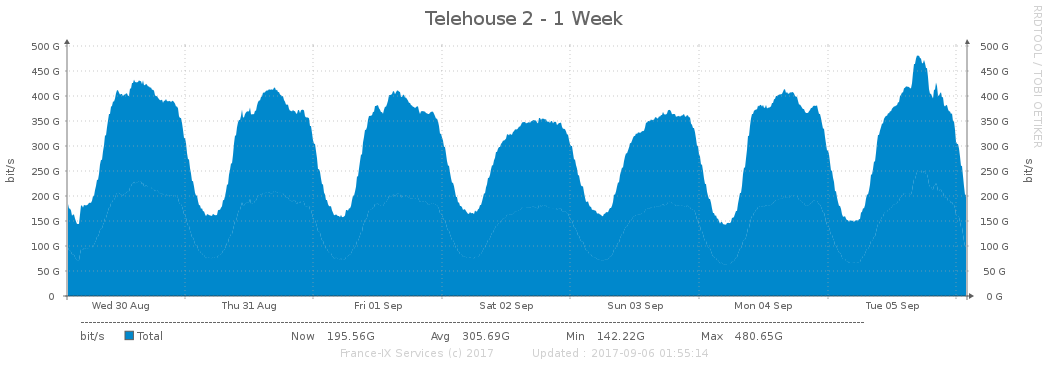 Telehouse 2 - 1 Week
RRDTOOL / TOBI OETIKER
500 G 500 G
450 G 450 G
400 G 400 G
350 G 350 G
300 G 300 G
250 G 250 G
200 G 200 G
150 G 150 G
100 G 100 G
50 G 50 G
0 0 G
bit/s
bit/s
Wed 30 Aug Thu 31 Aug Fri 01 Sep Sat 02 Sep Sun 03 Sep Mon 04 Sep Tue 05 Sep
bit/s Total Now 195.56G Avg 305.69G Min 142.22G Max 480.65G
France-IX Services (c) 2017 Updated : 2017-09-06 01:55:14